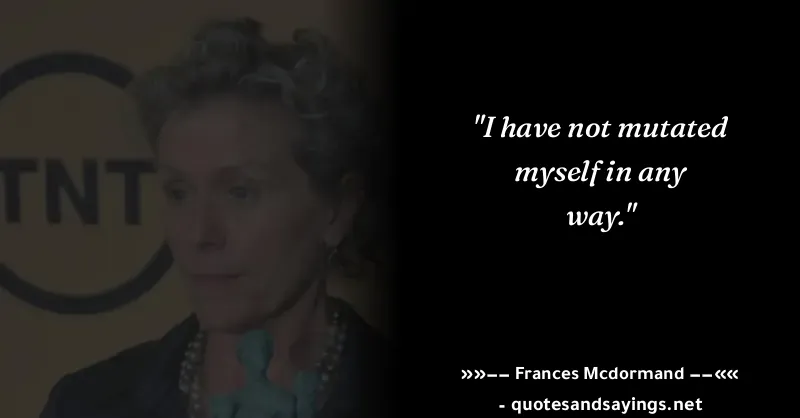 TNT
"I have not mutated
myself in any
way."
»»—— Frances Mcdormand ——««
- quotesandsayings.net